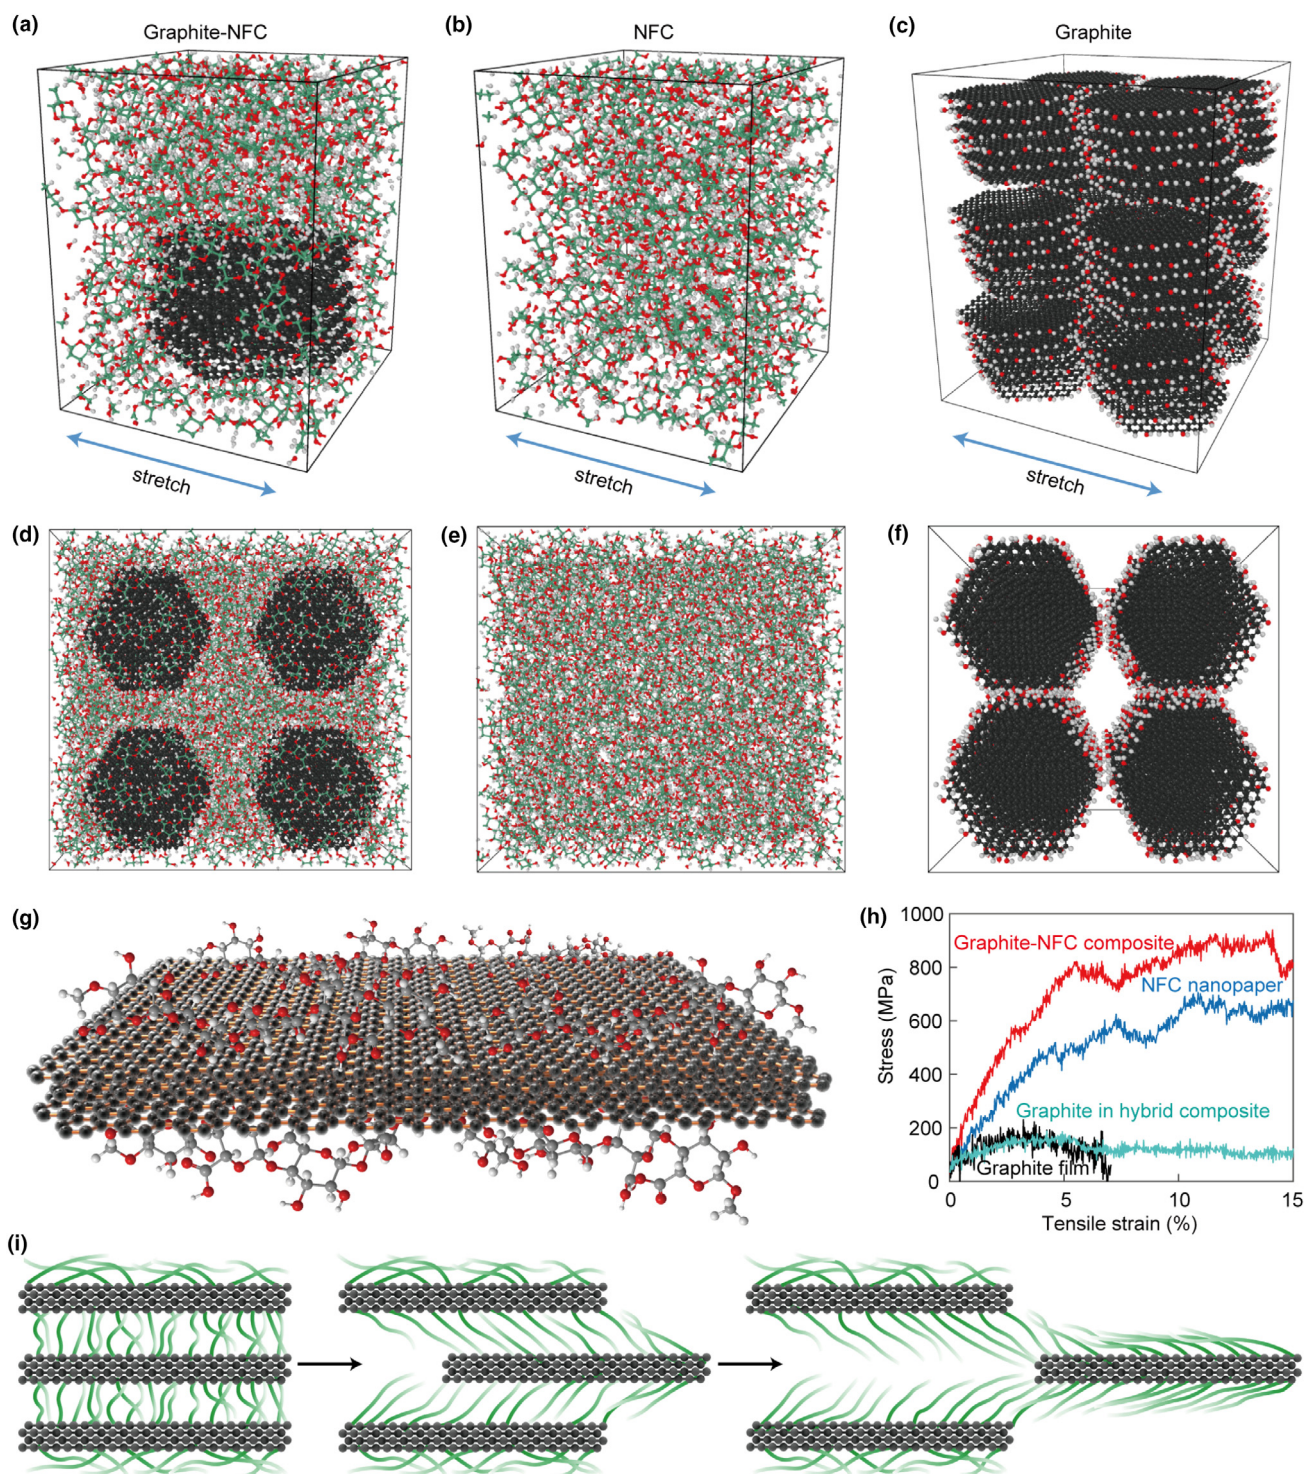 (a)
Graphite-NFC
(b)
NFC
(c)
Graphite
stretch
stretch
stretch
(d)
(e)
(f)
(g)
(h)
1000
800
600
400
200
0
Stress (MPa)
Graphite-NFC composite
NFC nanopaper
Graphite in hybrid composite
Graphite film
0
5
10
15
Tensile strain (%)
(i)